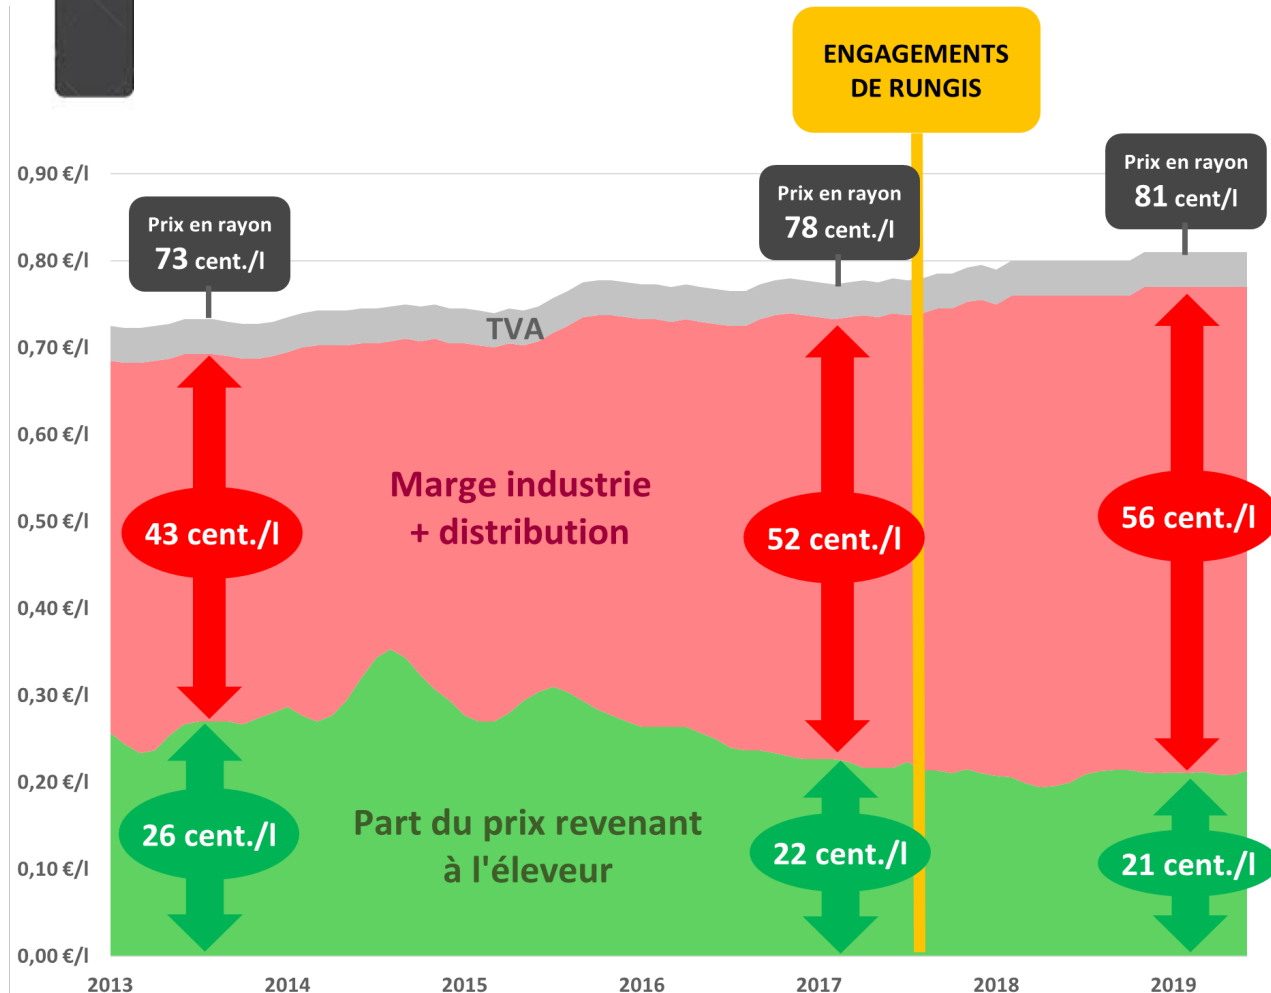 ENGAGEMENTS
DE RUNGIS
0,90 €/l
0,80 €/l
0,70 €/l
0,60 €/l
0,50 €/l
0,40 €/l
0,30 €/l
0,20 €/l
0,10 €/l
0,00 €/l
Prix en rayon
73 cent./l
Prix en rayon
78 cent./l
Prix en rayon
81 cent/l
TVA
Marge industrie
+ distribution
43 cent./l
52 cent./l
56 cent./l
Part du prix revenant
à l'éleveur
26 cent./l
22 cent./l
21 cent./l
2013
2014
2015
2016
2017
2018
2019